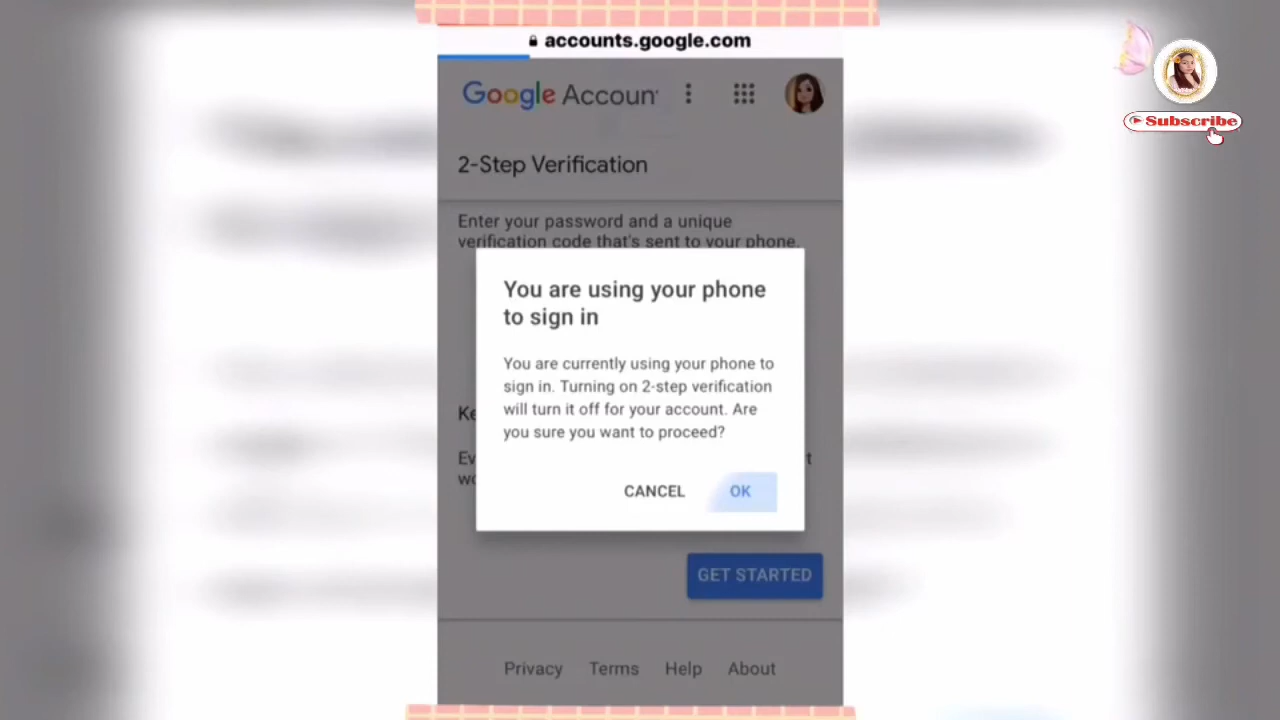 accounts.google.com
Google Accoun
Subscribe
2-Step Verification
Enter your password and a unique
verification code that's sent to your phone.
You are using your phone
to sign in
You are currently using your phone to
sign in. Turning on 2-step verification
will turn it off for your account. Are
you sure you want to proceed?
Ke
Ev t
wo
CANCEL OK
GET STARTED
Privacy Terms Help About